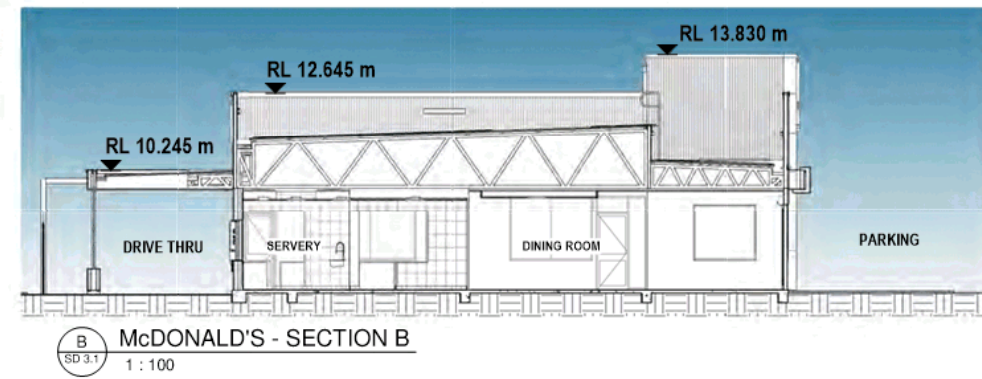 RL 13.830 m
RL 12.645 m
RL 10.245 m
DRIVE THRU
SERVERY
DINING ROOM
PARKING
B
SD 3.1
McDONALD'S - SECTION B
1 : 100